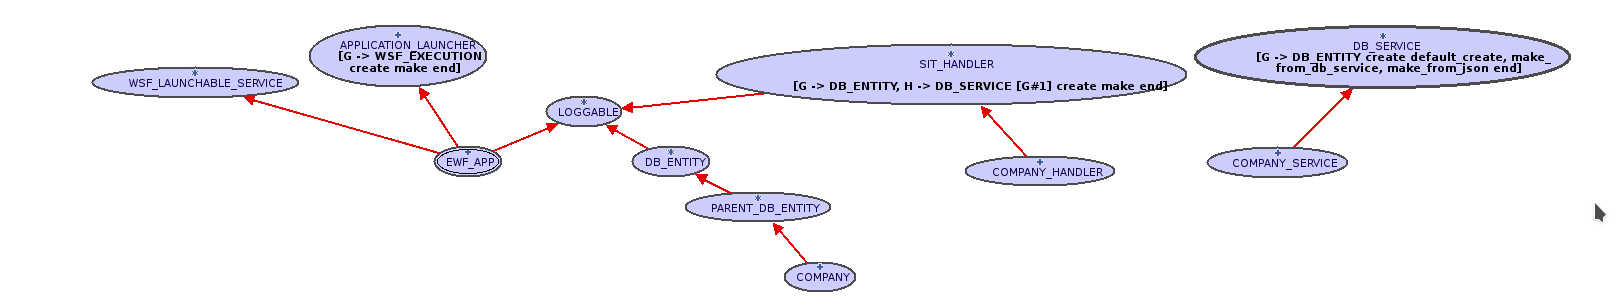 +
APPLICATION_LAUNCHER
[G -> WSF_EXECUTION
create make end]
*
WSF_LAUNCHABLE_SERVICE
*
LOGGABLE
*
SIT_HANDLER
[G -> DB_ENTITY, H -> DB_SERVICE [G#1] create make end]
*
DB_SERVICE
[G -> DB_ENTITY create default_create, make_
from_db_service, make_from_json end]
+
EWF_APP
*
DB_ENTITY
+
COMPANY_HANDLER
+
COMPANY_SERVICE
*
PARENT_DB_ENTITY
+
COMPANY